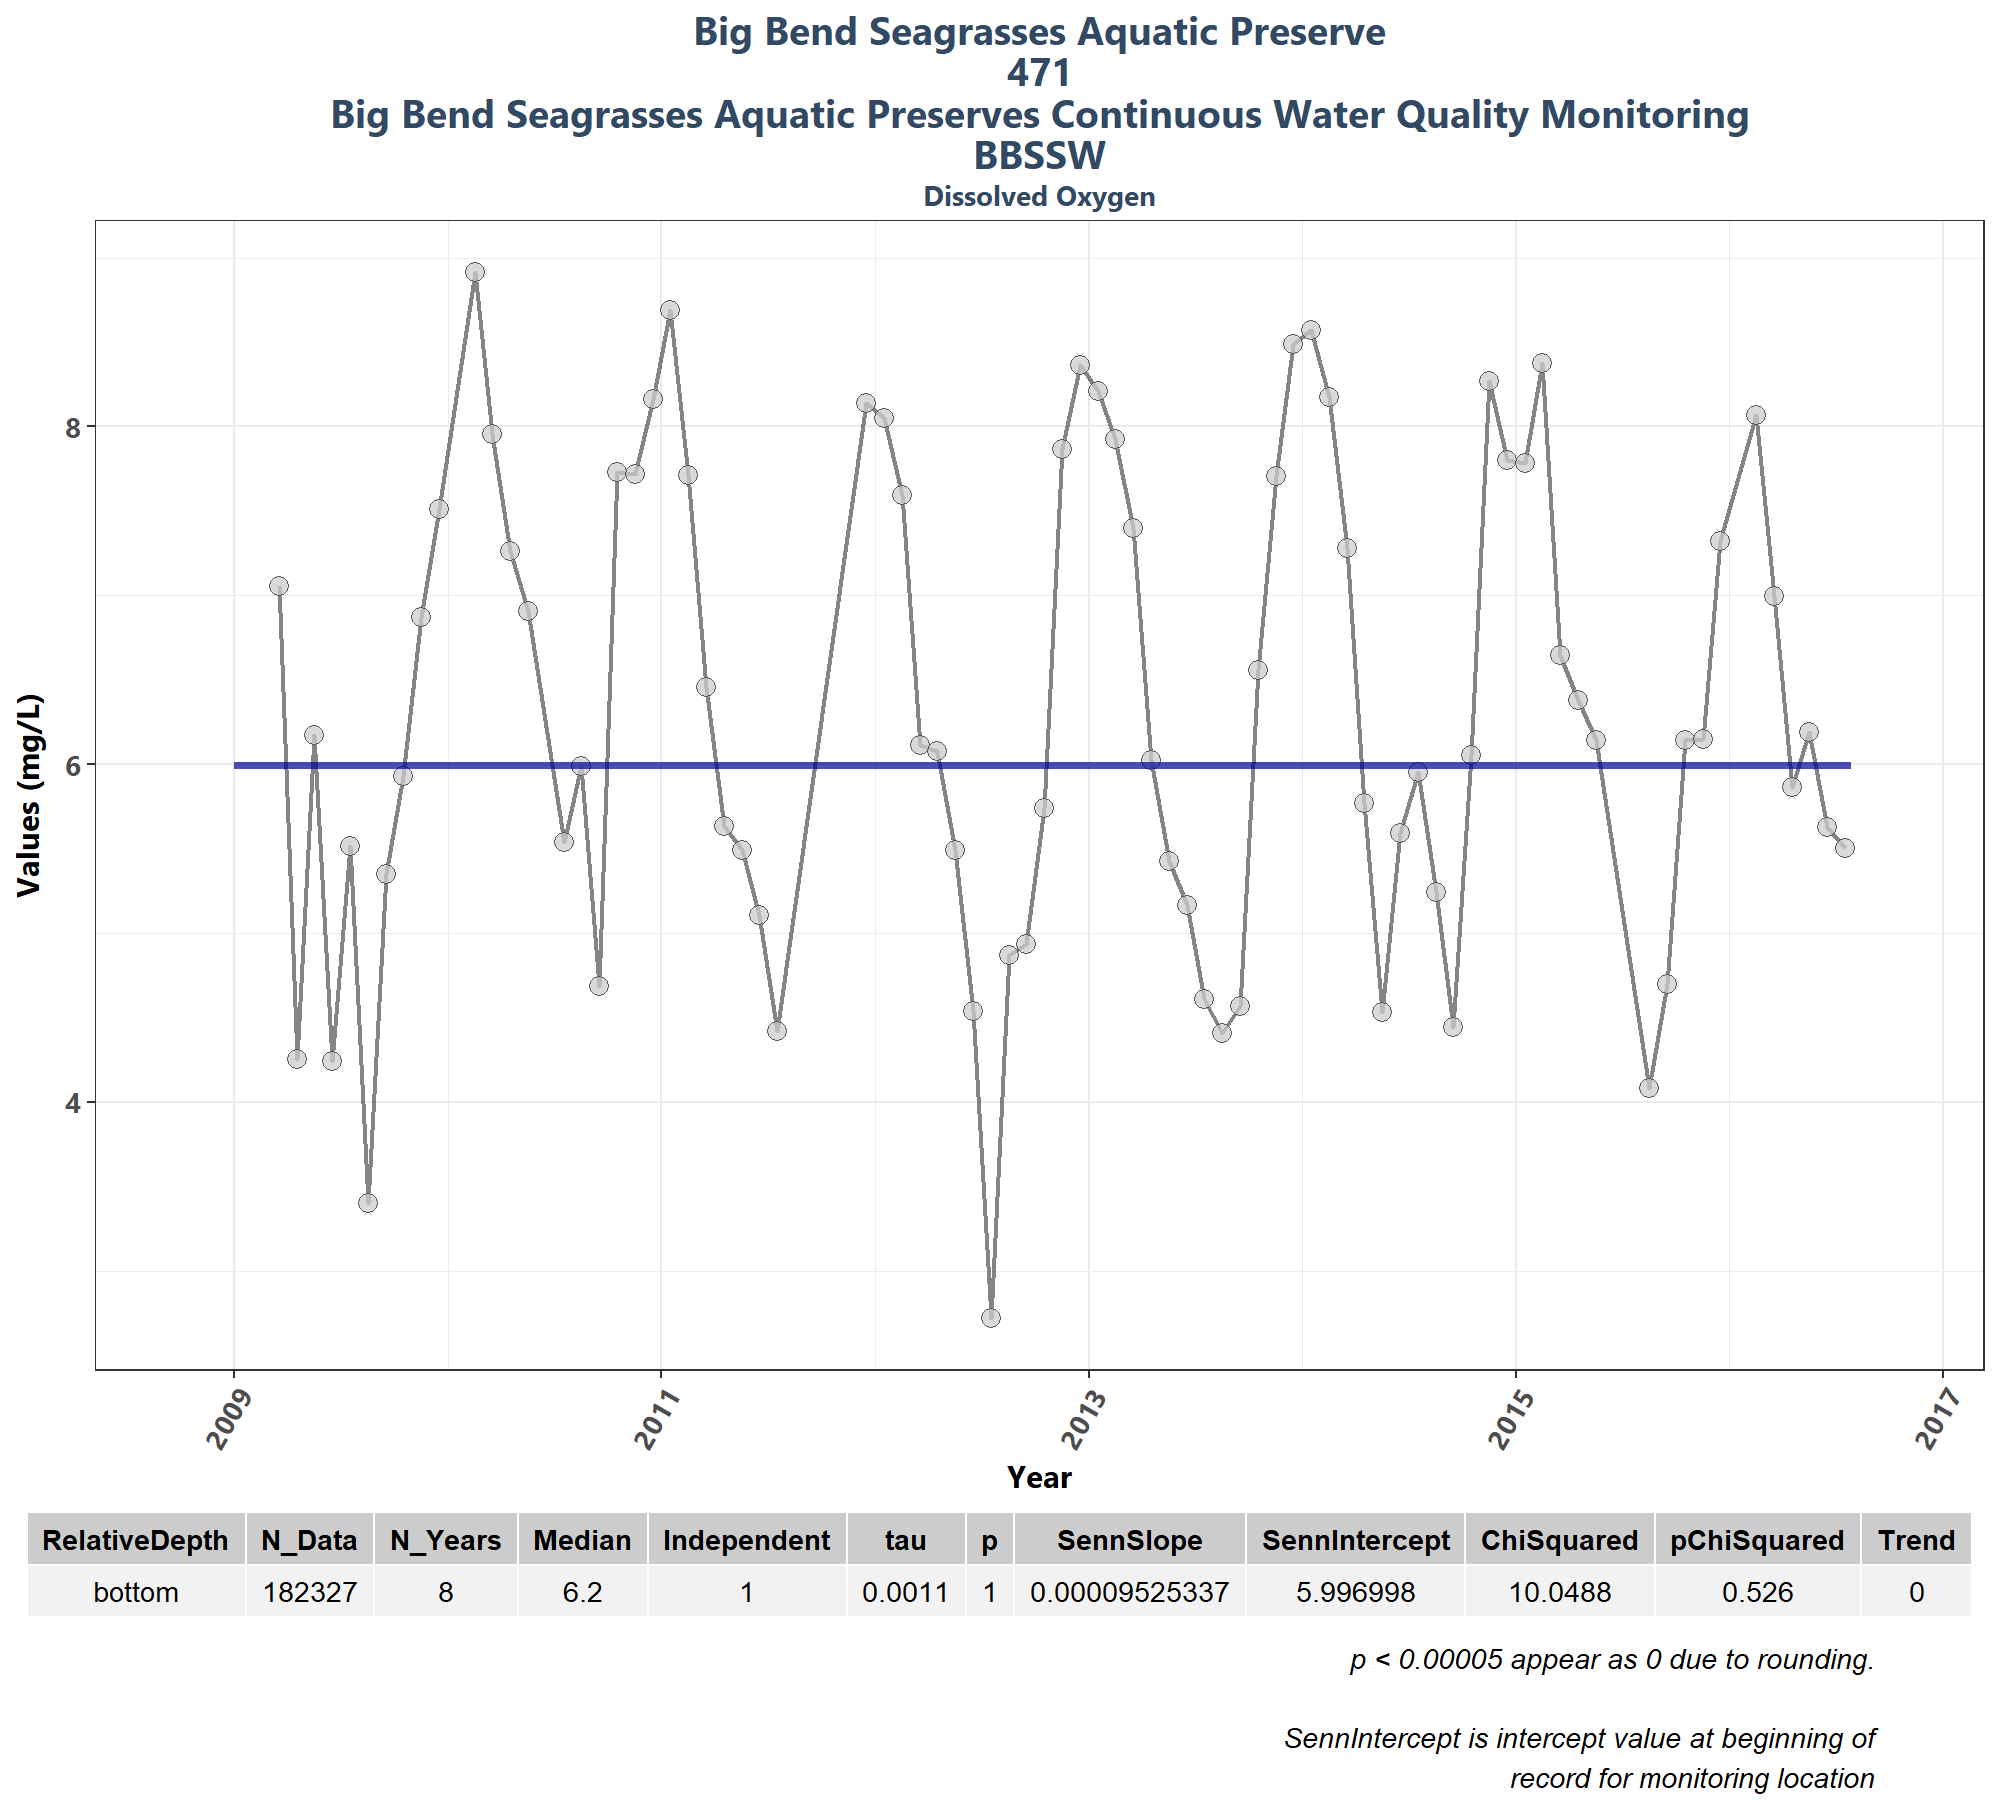 Big Bend Seagrasses Aquatic Preserve
471
Big Bend Seagrasses Aquatic Preserves Continuous Water Quality Monitoring
BBSSW
Dissolved Oxygen
Values (mg/L)
8
6
4
2009 2011 2013 2015 2017
Year
RelativeDepth N_Data N_Years Median Independent tau p SennSlope SennIntercept ChiSquared pChiSquared Trend
bottom 182327 8 6.2 1 0.0011 1 0.00009525337 5.996998 10.0488 0.526 0
p < 0.00005 appear as 0 due to rounding.
SennIntercept is intercept value at beginning of
record for monitoring location